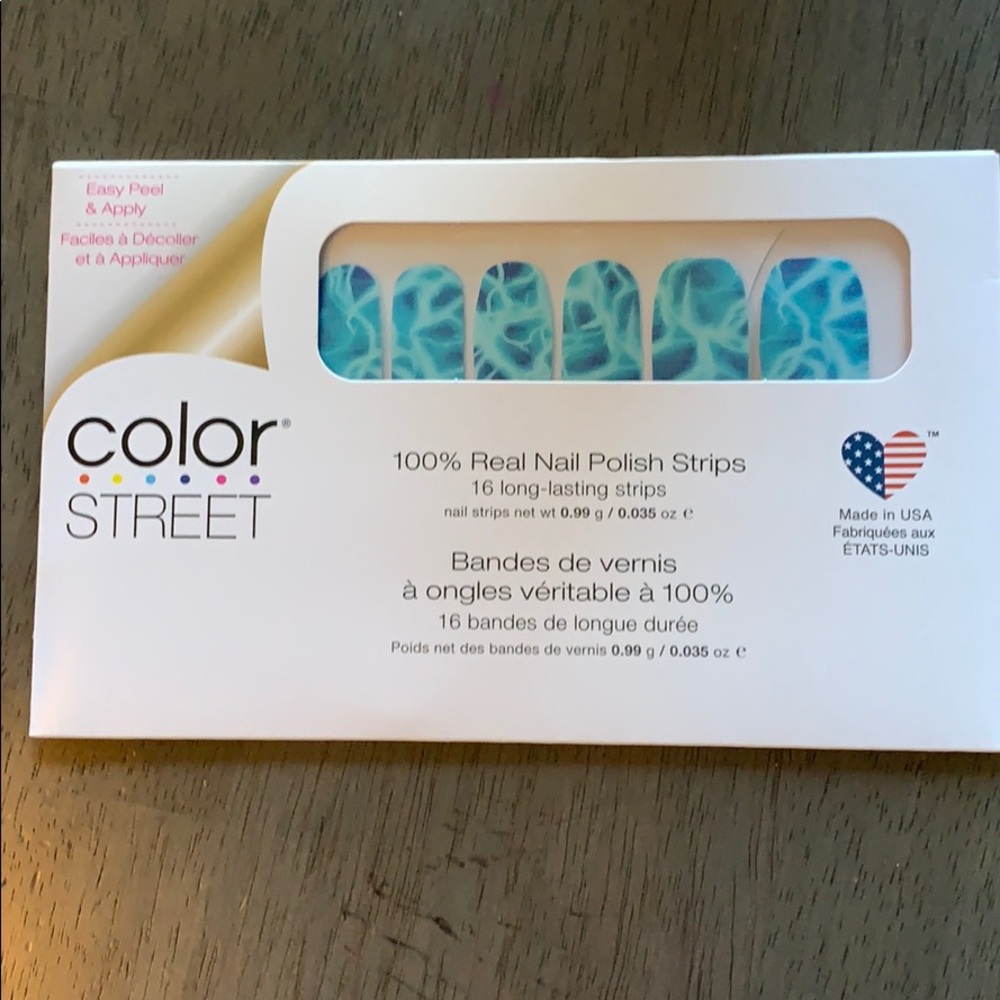 Easy Peel
& Apply
Faciles à Décoller
et à Appliquer
color®
STREET
100% Real Nail Polish Strips
16 long-lasting strips
nail strips net wt 0.99 g / 0.035 oz ℮
Bandes de vernis
à ongles véritable à 100%
16 bandes de longue durée
Poids net des bandes de vernis 0.99 g / 0.035 oz ℮
™
Made in USA
Fabriquées aux
ÉTATS-UNIS